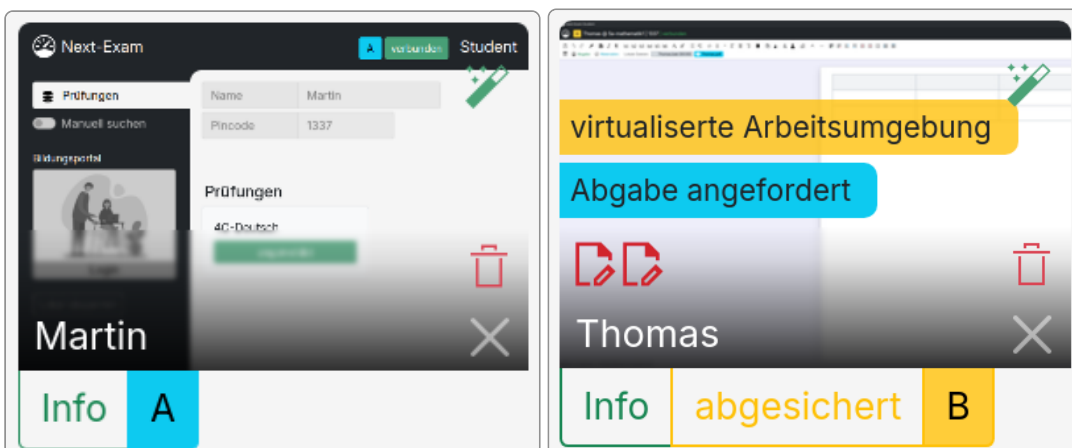 Next-Exam
A verbunden Student
Prüfungen
Manuell suchen
Bildungsportal
Name Martin
Pincode 1337
Prüfungen
4C-Deutsch
Martin
Info A
virtualiserte Arbeitsumgebung
Abgabe angefordert
Thomas
Info abgesichert B